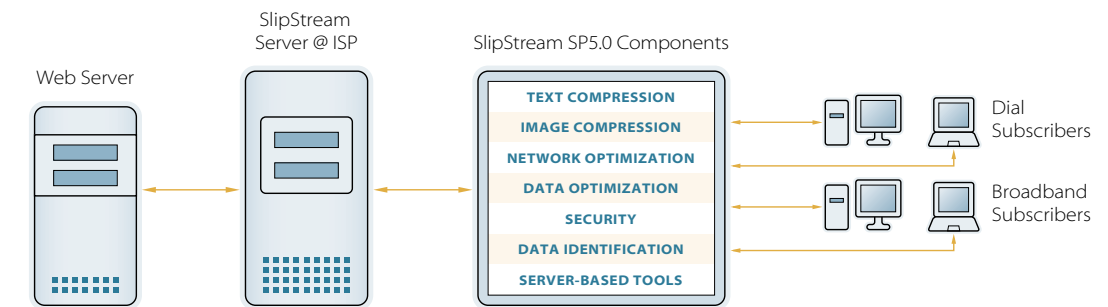 SlipStream
Server @ ISP
SlipStream SP5.0 Components
Web Server
TEXT COMPRESSION
IMAGE COMPRESSION
NETWORK OPTIMIZATION
DATA OPTIMIZATION
SECURITY
DATA IDENTIFICATION
SERVER-BASED TOOLS
Dial
Subscribers
Broadband
Subscribers